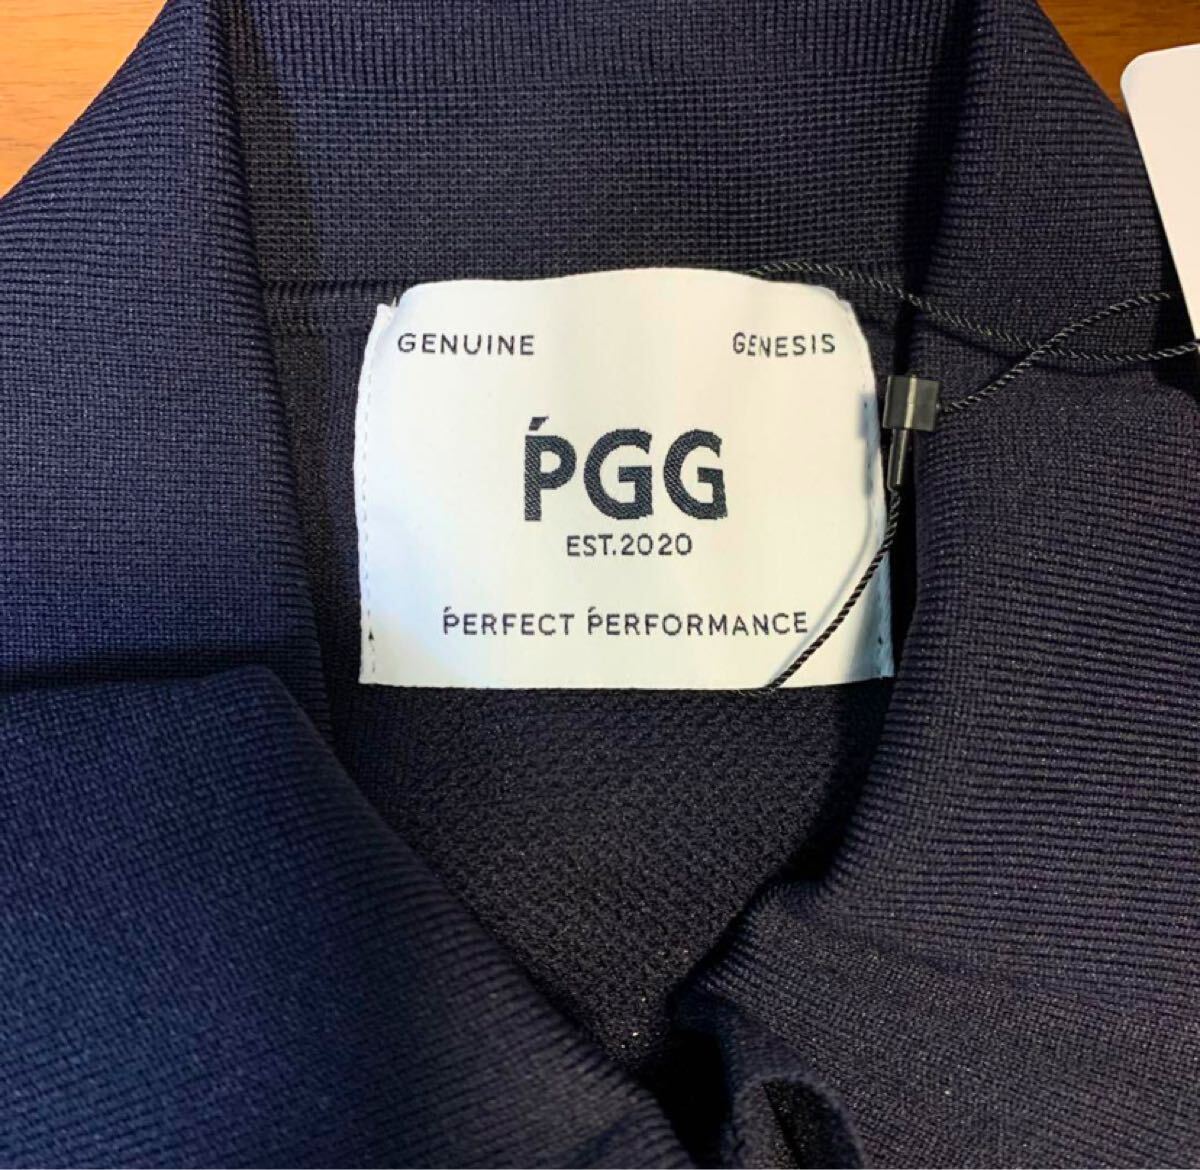 GENUINE GENESIS
ṔGG
EST.2020
ṔERFECT ṔERFORMANCE